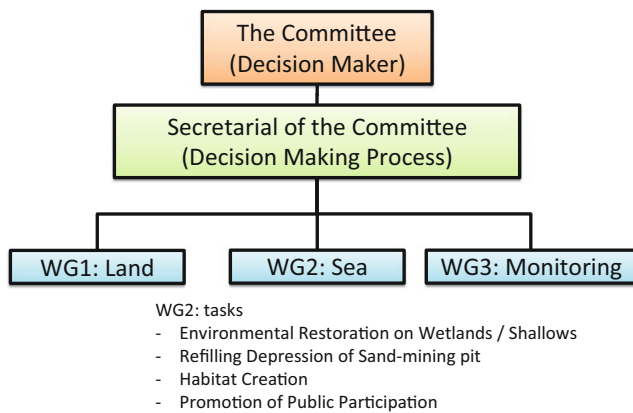 The Committee
(Decision Maker)
Secretarial of the Committee
(Decision Making Process)
WG1: Land
WG2: Sea
WG3: Monitoring
WG2: tasks
- Environmental Restoration on Wetlands / Shallows
- Refilling Depression of Sand-mining pit
- Habitat Creation
- Promotion of Public Participation